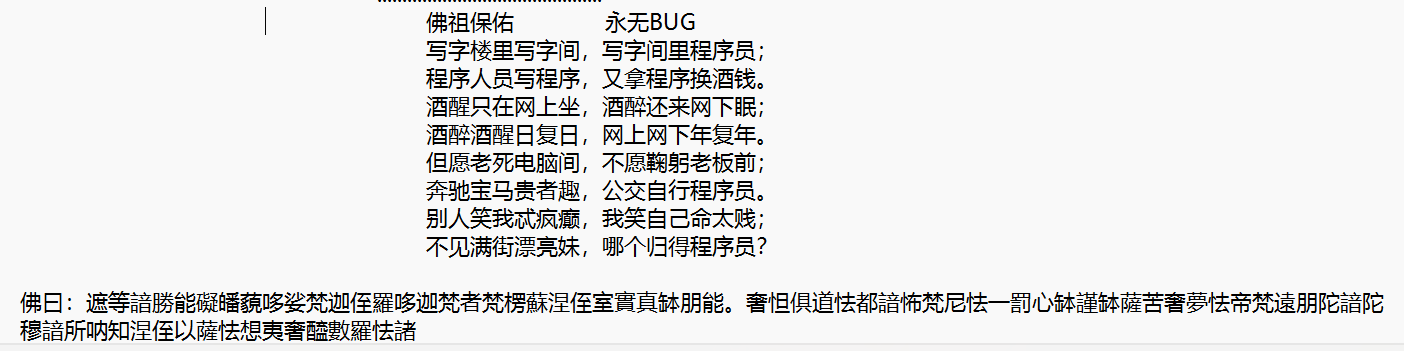 佛祖保佑 永无BUG
写字楼里写字间，写字间里程序员；
程序人员写程序，又拿程序换酒钱。
酒醒只在网上坐，酒醉还来网下眠；
酒醉酒醒日复日，网上网下年复年。
但愿老死电脑间，不愿鞠躬老板前；
奔驰宝马贵者趣，公交自行程序员。
别人笑我忒疯癫，我笑自己命太贱；
不见满街漂亮妹，哪个归得程序员？
佛曰：遮等諳勝能礙皤藐哆娑梵迦侄羅哆迦梵者梵楞蘇涅侄室實真缽朋能。奢怛俱道怯都諳怖梵尼怯一罰心缽謹缽薩苦奢夢怯帝梵遠朋陀諳陀
穆諳所呐知涅侄以薩怯想夷奢醯數羅怯諸